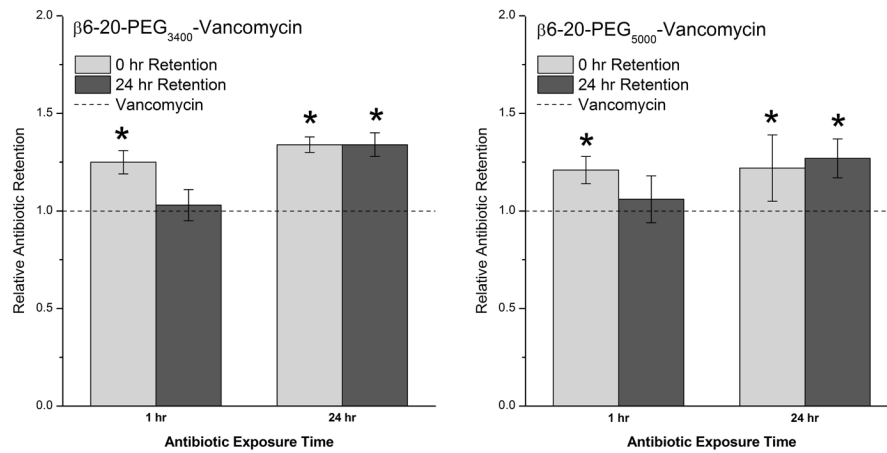 β6-20-PEG3400-Vancomycin
0 hr Retention
24 hr Retention
Vancomycin
2.0
1.5
1.0
0.5
0.0
Relative Antibiotic Retention
*
*
*
1 hr
24 hr
Antibiotic Exposure Time
β6-20-PEG5000-Vancomycin
0 hr Retention
24 hr Retention
Vancomycin
2.0
1.5
1.0
0.5
0.0
Relative Antibiotic Retention
*
*
*
1 hr
24 hr
Antibiotic Exposure Time